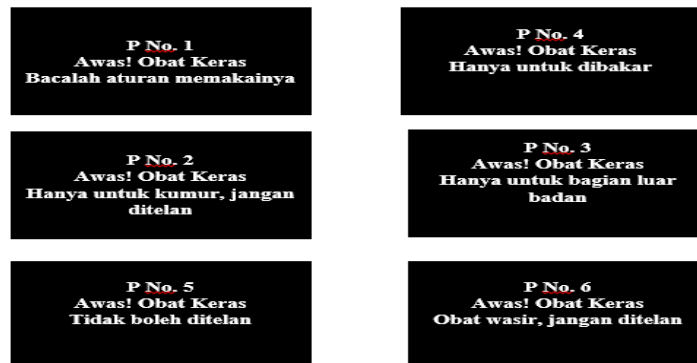 P No. 1
Awas! Obat Keras
Bacalah aturan memakainya
P No. 4
Awas! Obat Keras
Hanya untuk dibakar
P No. 2
Awas! Obat Keras
Hanya untuk kumur, jangan
ditelan
P No. 3
Awas! Obat Keras
Hanya untuk bagian luar
badan
P No. 5
Awas! Obat Keras
Tidak boleh ditelan
P No. 6
Awas! Obat Keras
Obat wasir, jangan ditelan